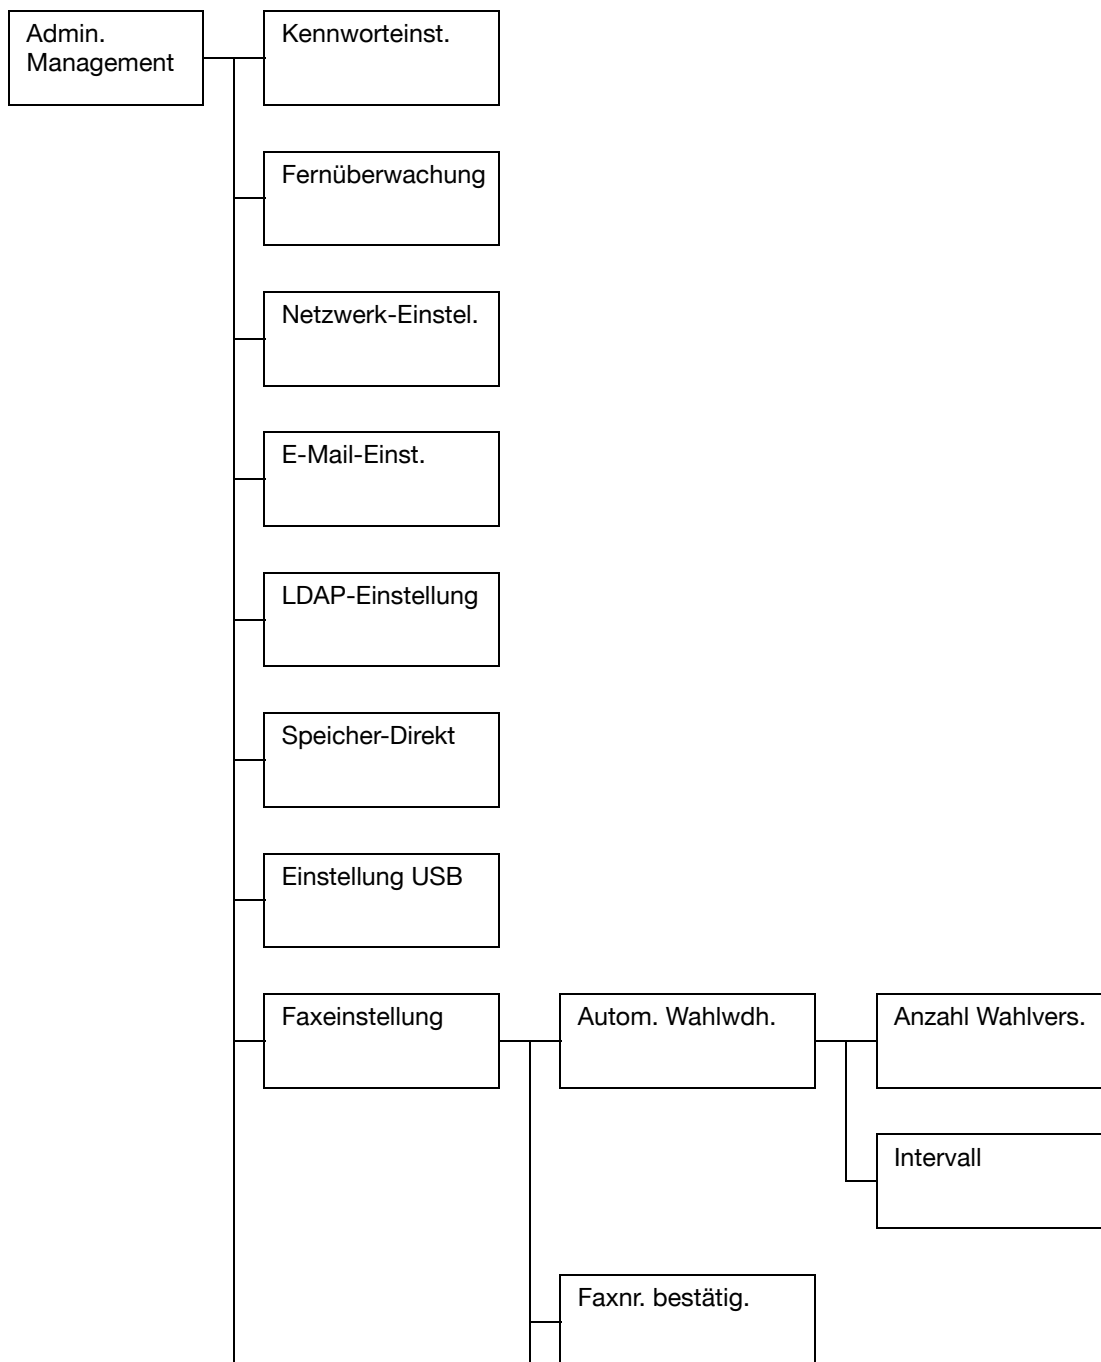 Admin.
Management
Kennworteinst.
Fernüberwachung
Netzwerk-Einstel.
E-Mail-Einst.
LDAP-Einstellung
Speicher-Direkt
Einstellung USB
Faxeinstellung
Autom. Wahlwdh.
Anzahl Wahlvers.
Intervall
Faxnr. bestätig.